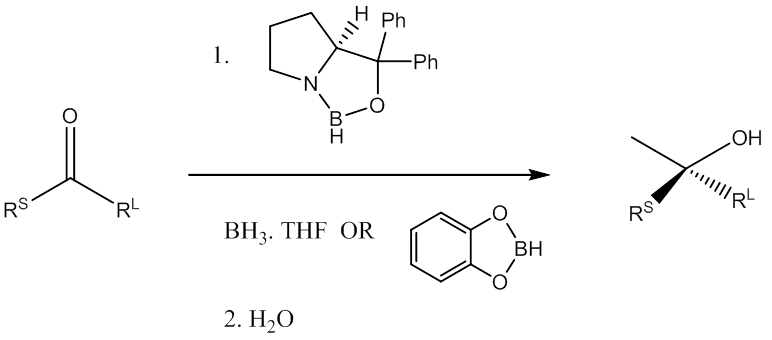 H
Ph
1.
Ph
N
B
H
O
O
R^S
R^L
OH
R^S
R^L
BH₃. THF OR
O
BH
O
2. H₂O